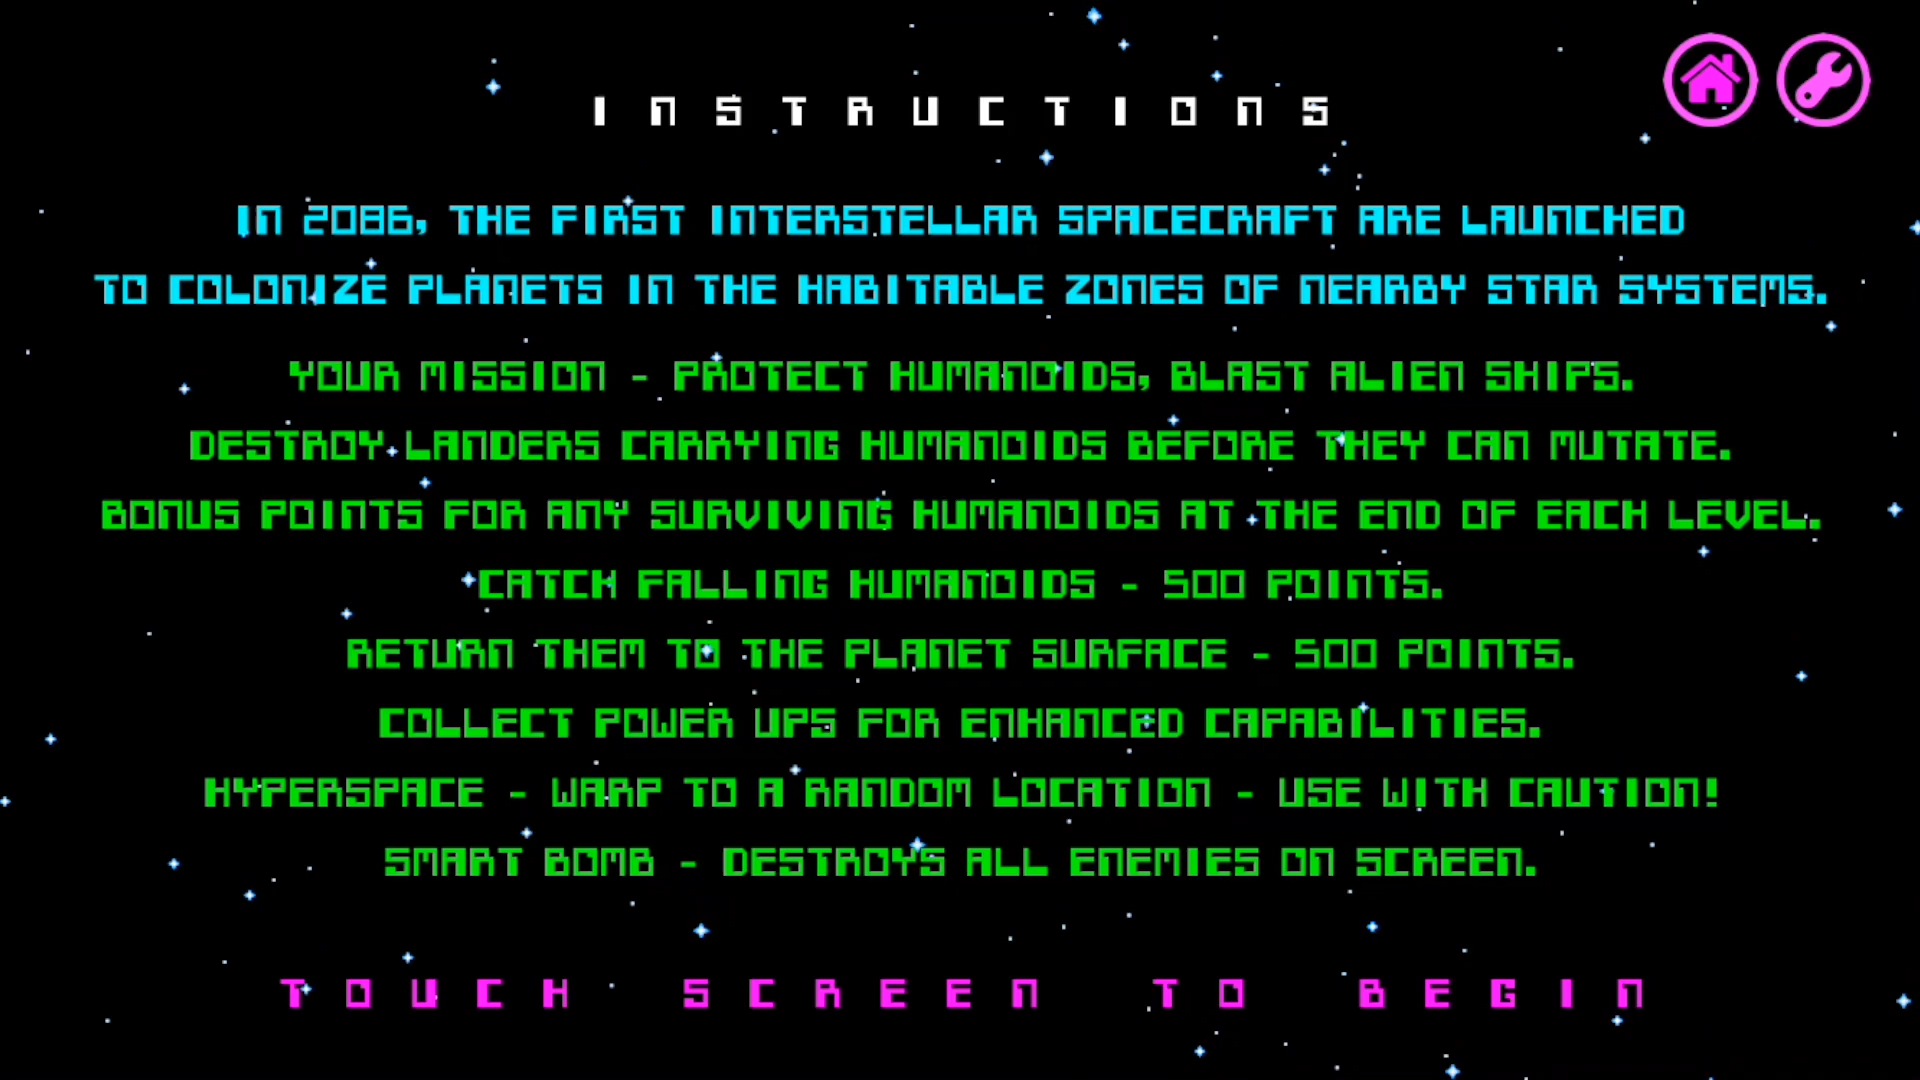 INSTRUCTIONS
IN 2086, THE FIRST INTERSTELLAR SPACECRAFT ARE LAUNCHED
TO COLONIZE PLANETS IN THE HABITABLE ZONES OF NEARBY STAR SYSTEMS.
YOUR MISSION - PROTECT HUMANOIDS, BLAST ALIEN SHIPS.
DESTROY LANDERS CARRYING HUMANOIDS BEFORE THEY CAN MUTATE.
BONUS POINTS FOR ANY SURVIVING HUMANOIDS AT THE END OF EACH LEVEL.
CATCH FALLING HUMANOIDS - 500 POINTS.
RETURN THEM TO THE PLANET SURFACE - 500 POINTS.
COLLECT POWER UPS FOR ENHANCED CAPABILITIES.
HYPERSPACE - WARP TO A RANDOM LOCATION - USE WITH CAUTION!
SMART BOMB - DESTROYS ALL ENEMIES ON SCREEN.
TOUCH SCREEN TO BEGIN